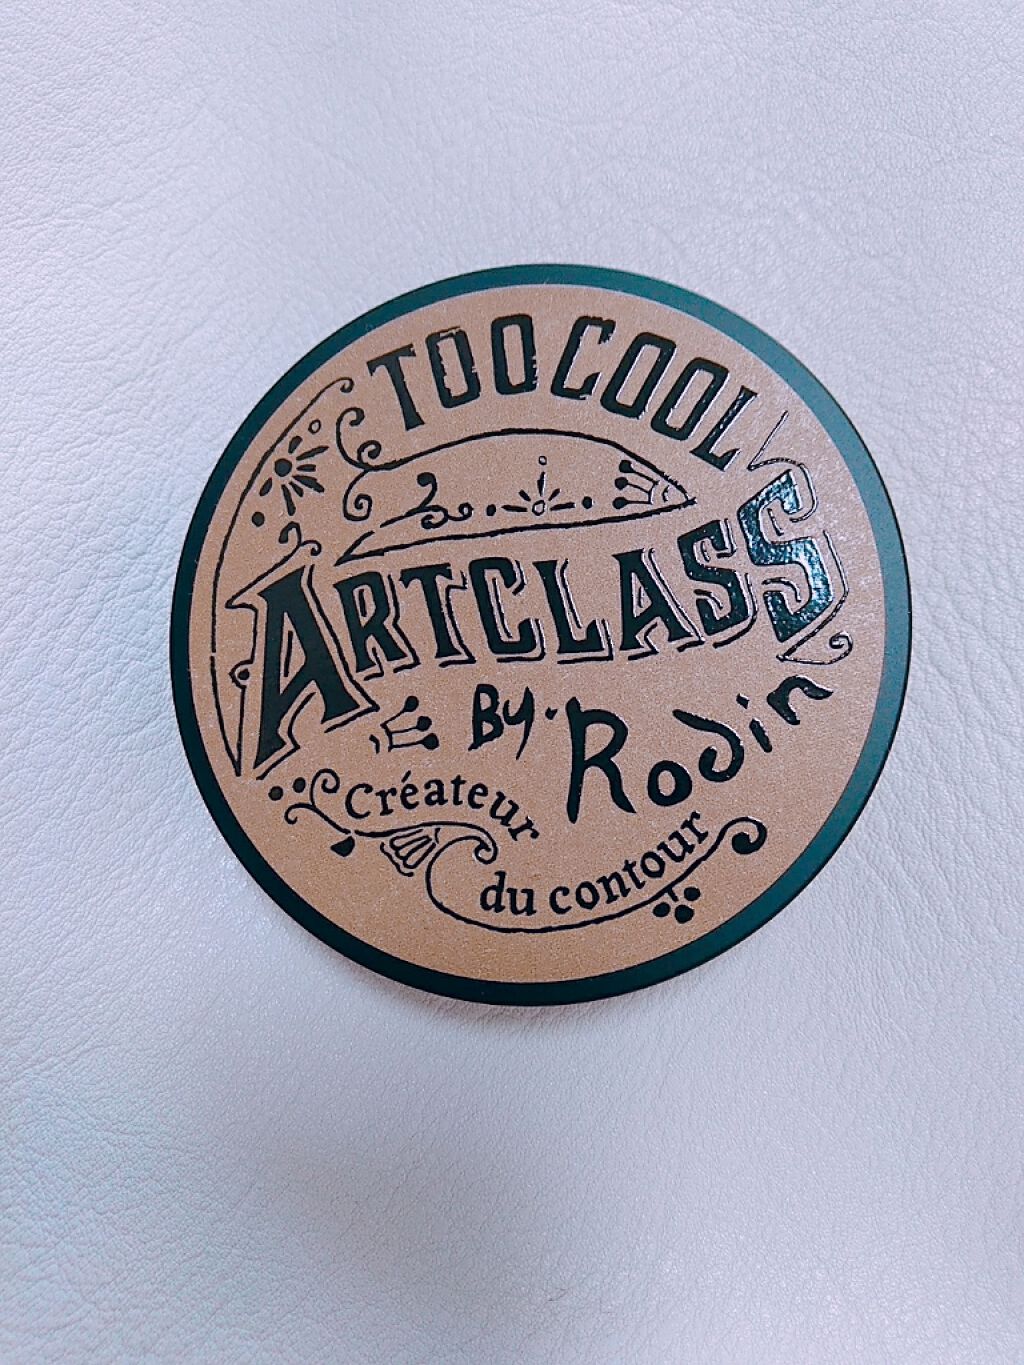 TOO COOL
ARTCLASS
By. Rodin
Créateur
du contour